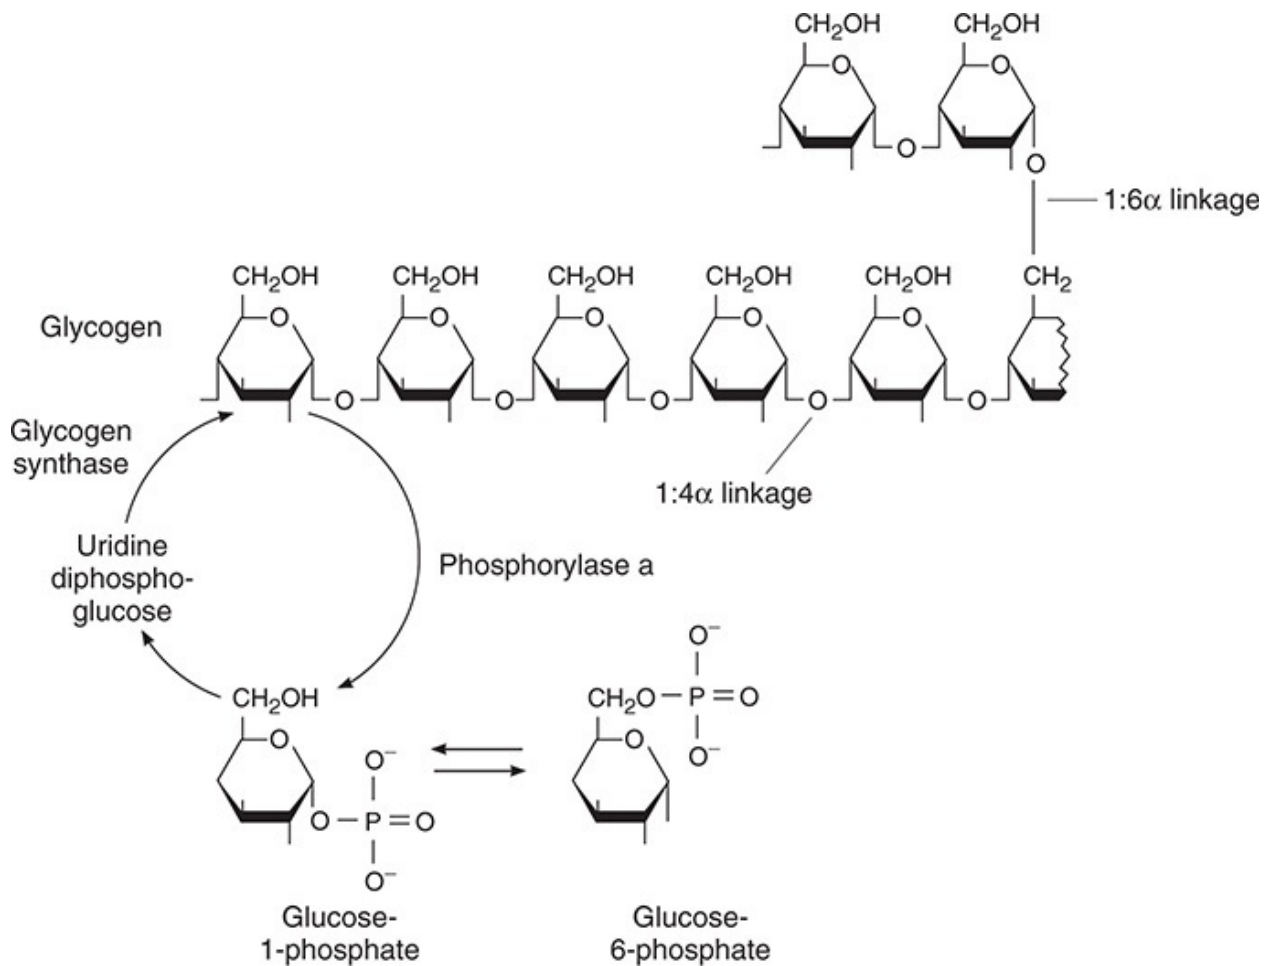 CH₂OH CH₂OH
O O
O O
1:6α linkage
CH₂OH CH₂OH CH₂OH CH₂OH CH₂OH CH₂
Glycogen
O O O O O
O O O O O
Glycogen
synthase
1:4α linkage
Uridine
diphospho-
glucose
Phosphorylase a
O⁻
CH₂OH
CH₂O—P=O
O⁻
O O
O⁻
O—P=O
O⁻
Glucose-
1-phosphate
Glucose-
6-phosphate